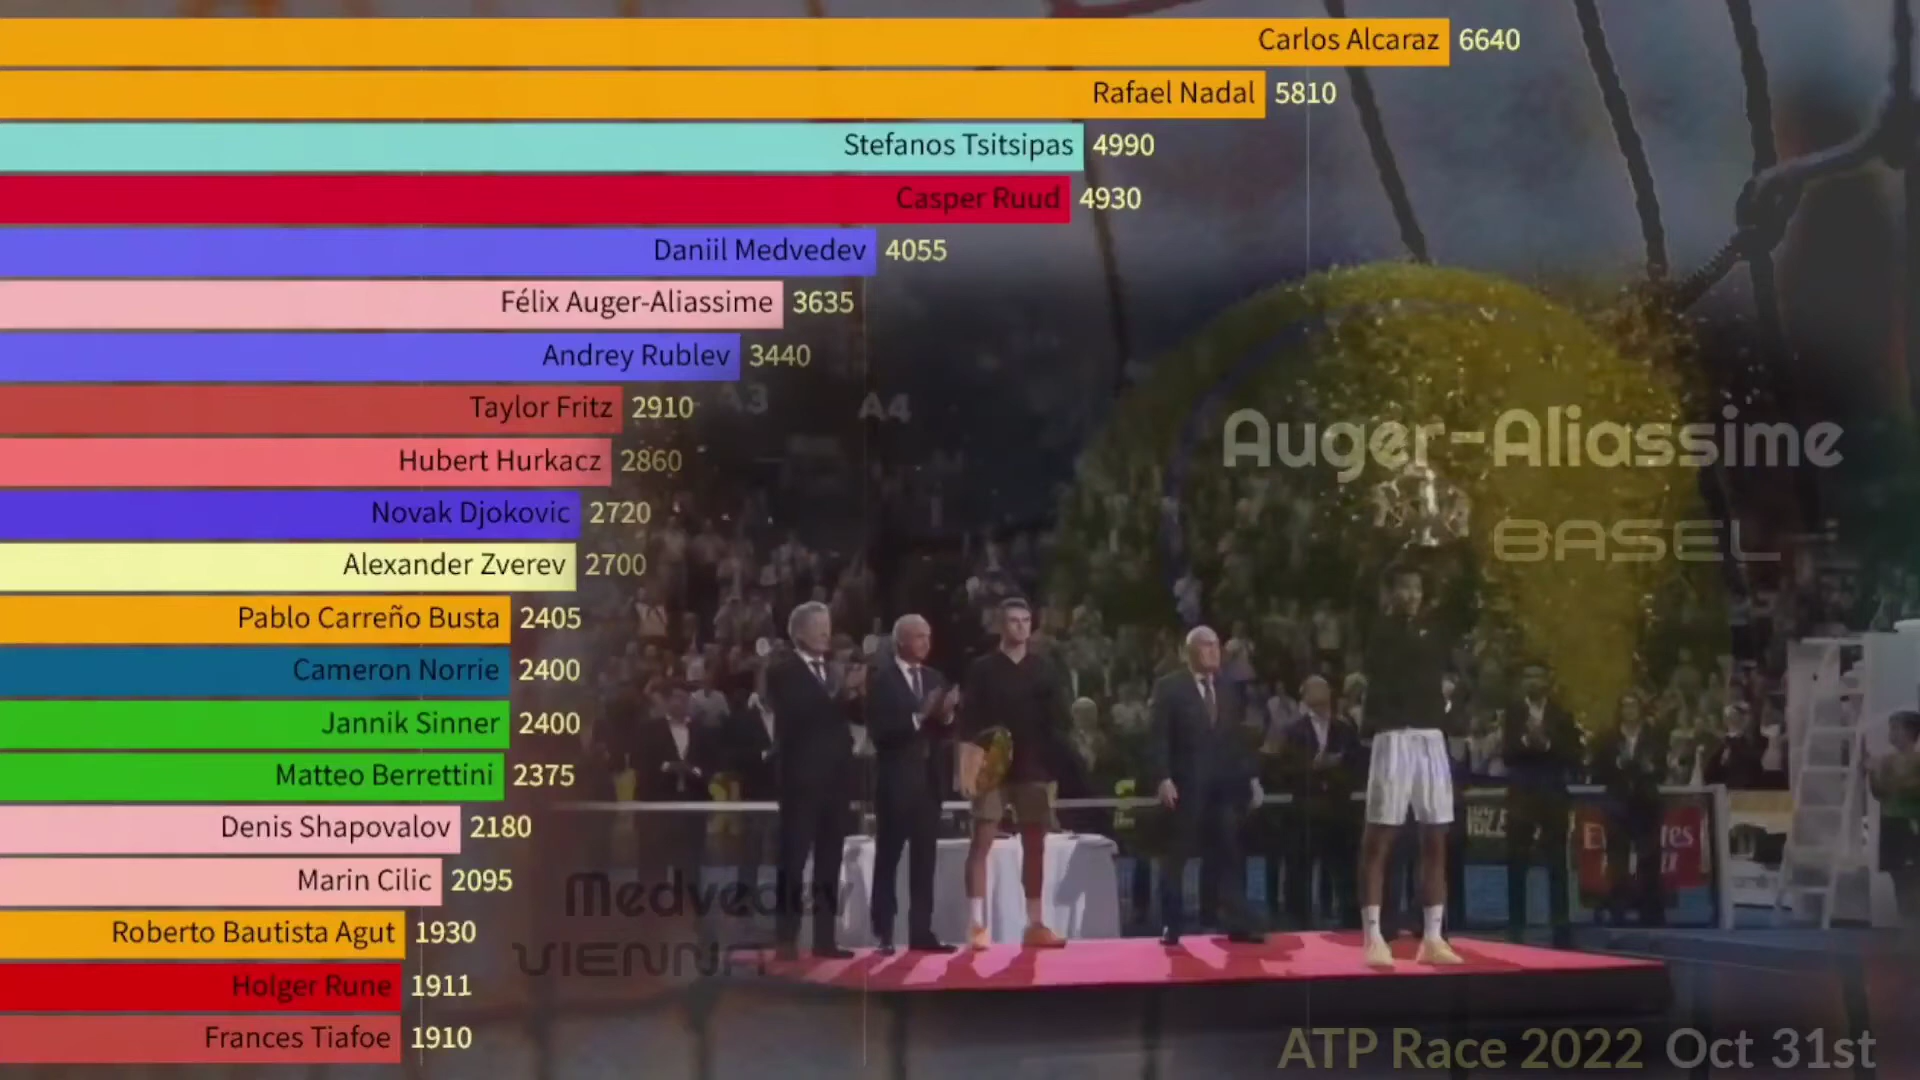 Carlos Alcaraz 6640
Rafael Nadal 5810
Stefanos Tsitsipas 4990
Casper Ruud 4930
Daniil Medvedev 4055
Félix Auger-Aliassime 3635
Andrey Rublev 3440
Taylor Fritz 2910
A3 A4
Auger-Aliassime
Hubert Hurkacz 2860
Novak Djokovic 2720
BASEL
Alexander Zverev 2700
Pablo Carreño Busta 2405
Cameron Norrie 2400
Jannik Sinner 2400
Matteo Berrettini 2375
Denis Shapovalov 2180
Marin Cilic 2095
Medvedev
Roberto Bautista Agut 1930
VIENNA
Holger Rune 1911
Frances Tiafoe 1910
ATP Race 2022 Oct 31st